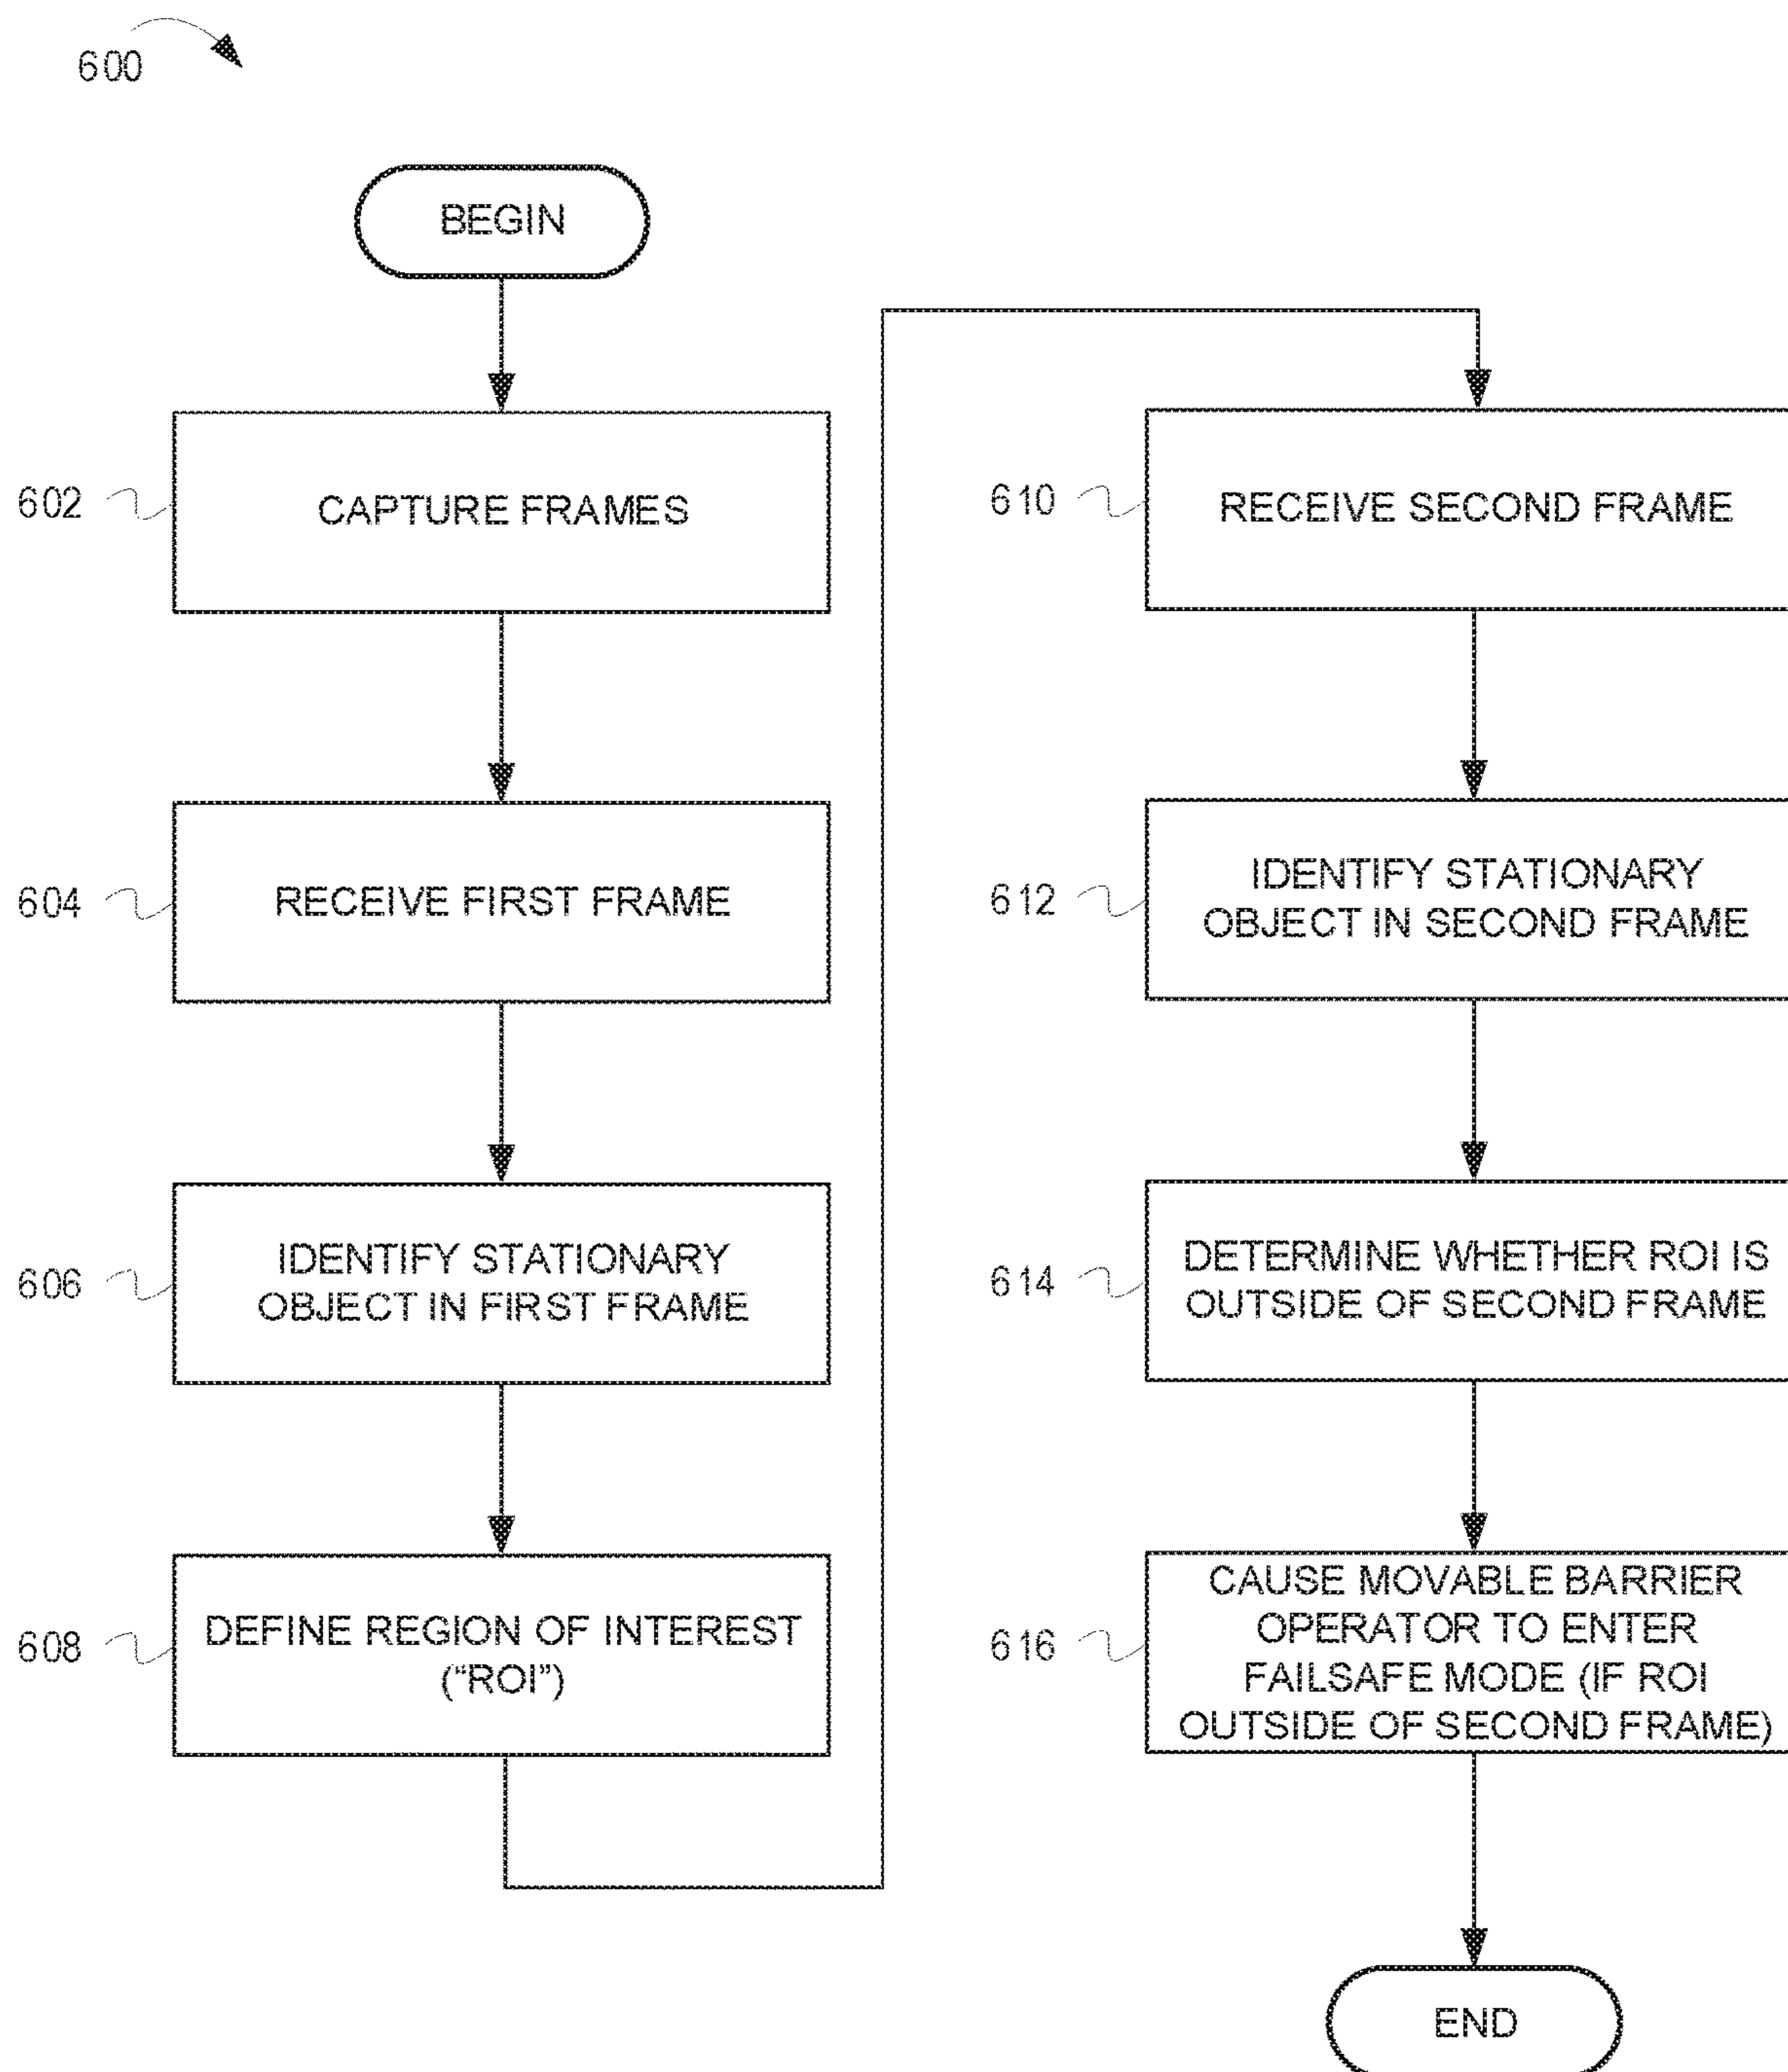 600
BEGIN
602
CAPTURE FRAMES
604
RECEIVE FIRST FRAME
606
IDENTIFY STATIONARY
OBJECT IN FIRST FRAME
608
DEFINE REGION OF INTEREST
(“ROI”)
610
RECEIVE SECOND FRAME
612
IDENTIFY STATIONARY
OBJECT IN SECOND FRAME
614
DETERMINE WHETHER ROI IS
OUTSIDE OF SECOND FRAME
616
CAUSE MOVABLE BARRIER
OPERATOR TO ENTER
FAILSAFE MODE (IF ROI
OUTSIDE OF SECOND FRAME)
END